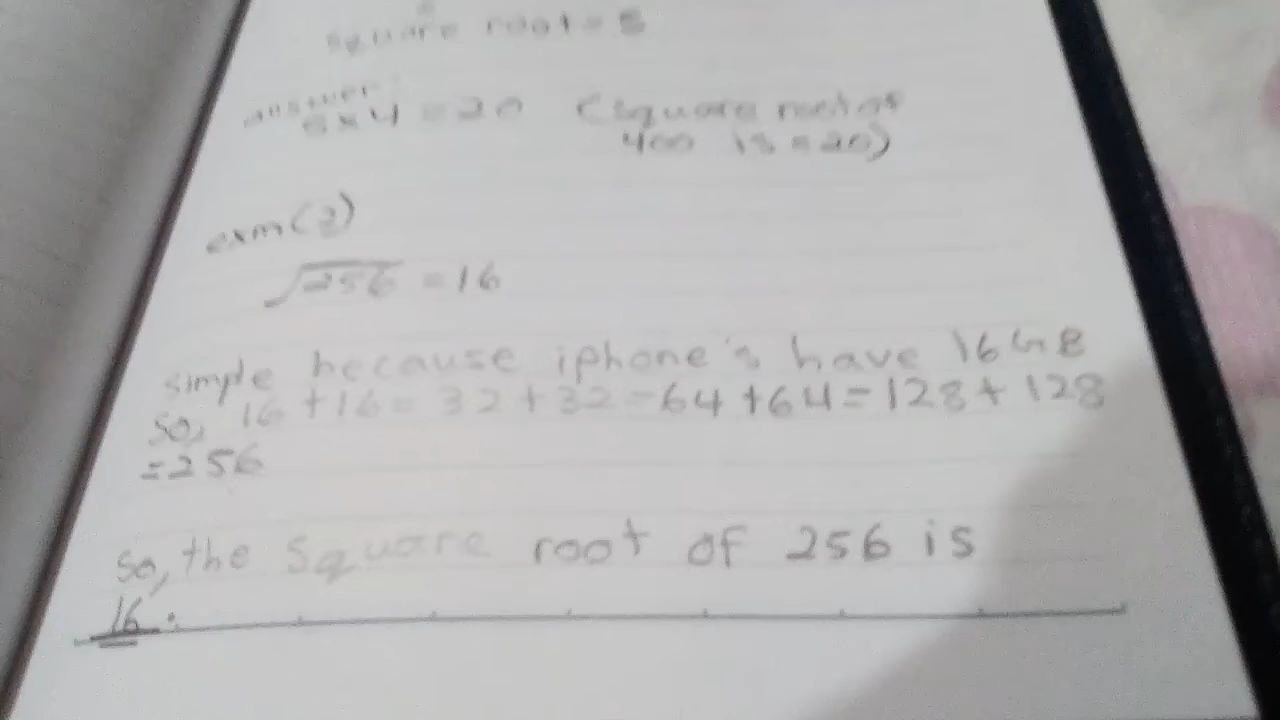 square root = 5
answer
5 x 4 = 20 (square root of
400 is = 20)
exm(2)
√256 = 16
simple because iphone's have 16GB
so, 16 + 16 = 32 + 32 = 64 + 64 = 128 + 128
= 256
so, the square root of 256 is
16.